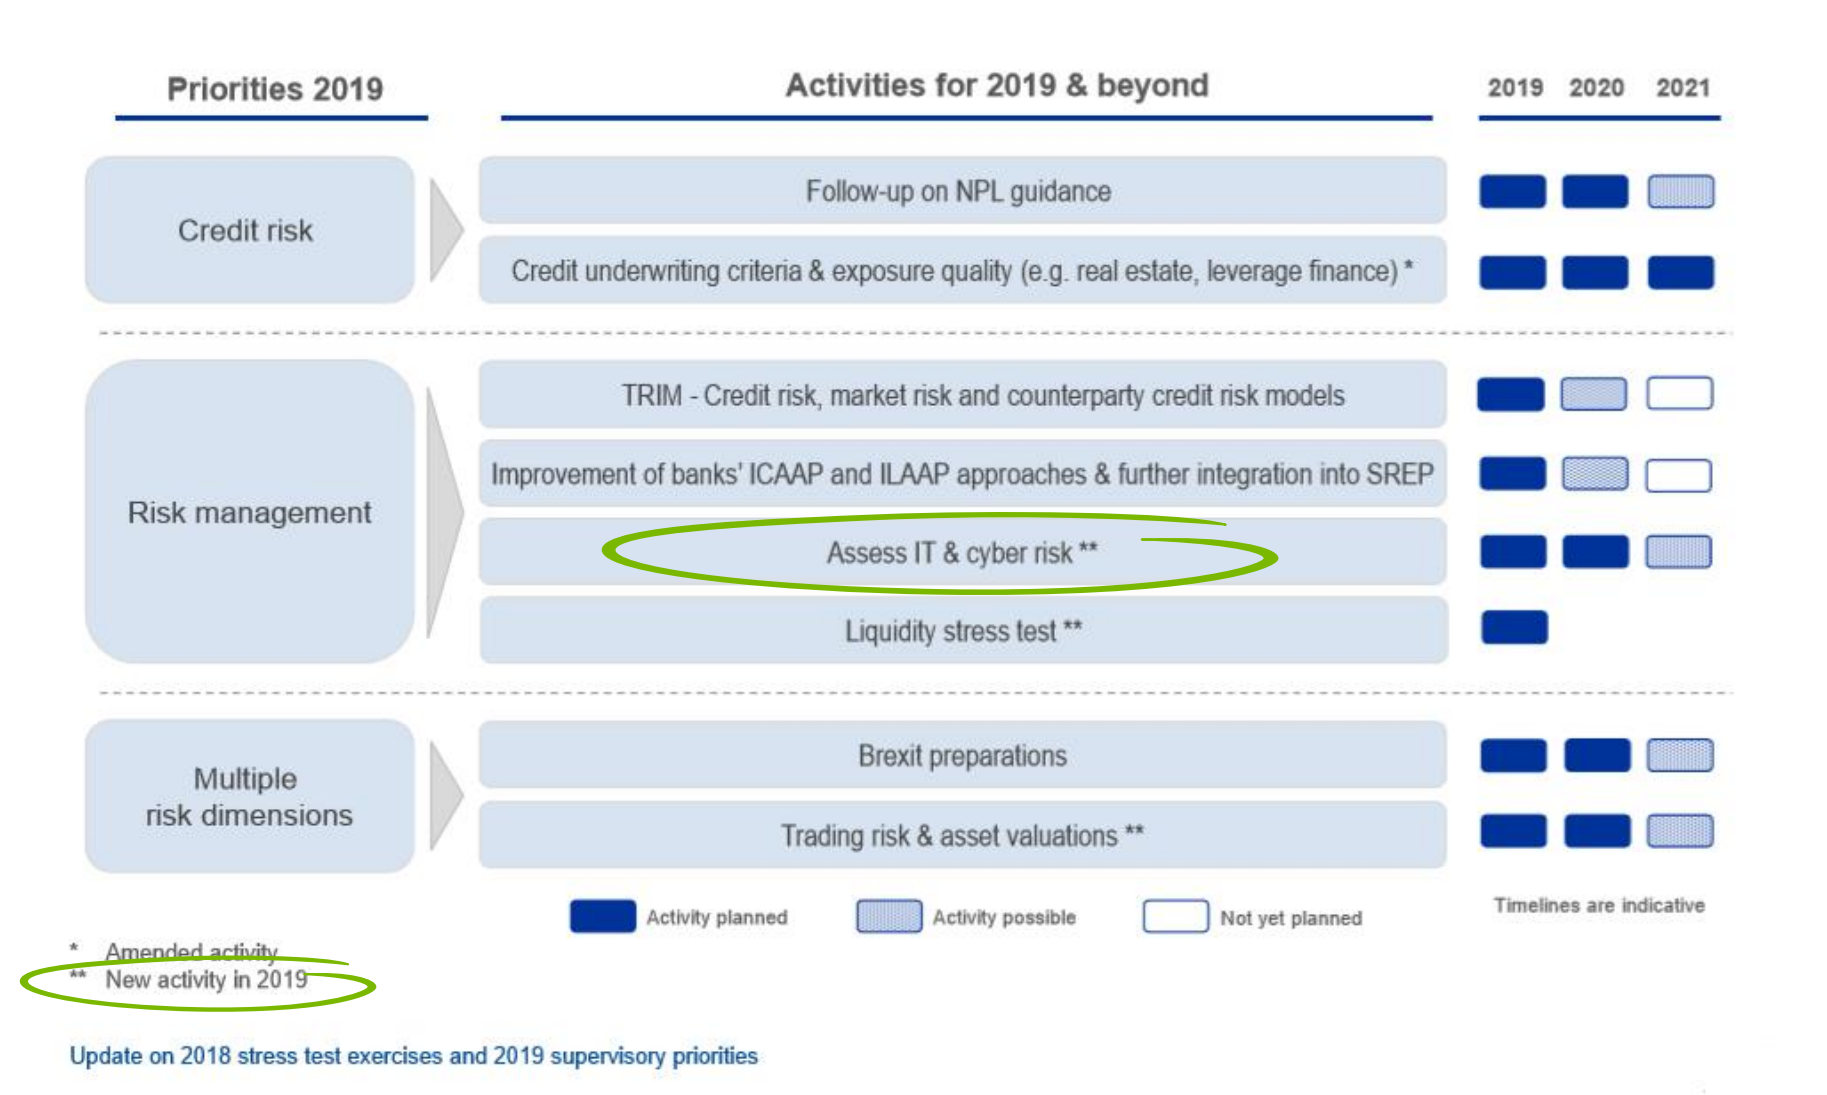 Priorities 2019
Activities for 2019 & beyond
2019 2020 2021
Credit risk
Follow-up on NPL guidance
Credit underwriting criteria & exposure quality (e.g. real estate, leverage finance) *
Risk management
TRIM - Credit risk, market risk and counterparty credit risk models
Improvement of banks' ICAAP and ILAAP approaches & further integration into SREP
Assess IT & cyber risk **
Liquidity stress test **
Multiple
risk dimensions
Brexit preparations
Trading risk & asset valuations **
Activity planned
Activity possible
Not yet planned
Timelines are indicative
* Amended activity
** New activity in 2019
Update on 2018 stress test exercises and 2019 supervisory priorities